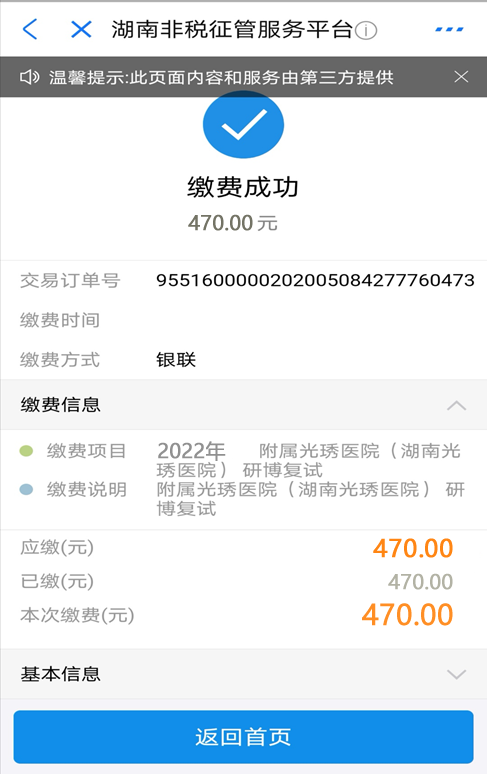 湖南非税征管服务平台
温馨提示:此页面内容和服务由第三方提供
缴费成功
470.00元
交易订单号 9551600000202005084277760473
缴费时间
缴费方式 银联
缴费信息
缴费项目 2022年 附属光琇医院（湖南光
琇医院） 研博复试
缴费说明 附属光琇医院（湖南光琇医院） 研
博复试
应缴(元) 470.00
已缴(元) 470.00
本次缴费(元) 470.00
基本信息
返回首页